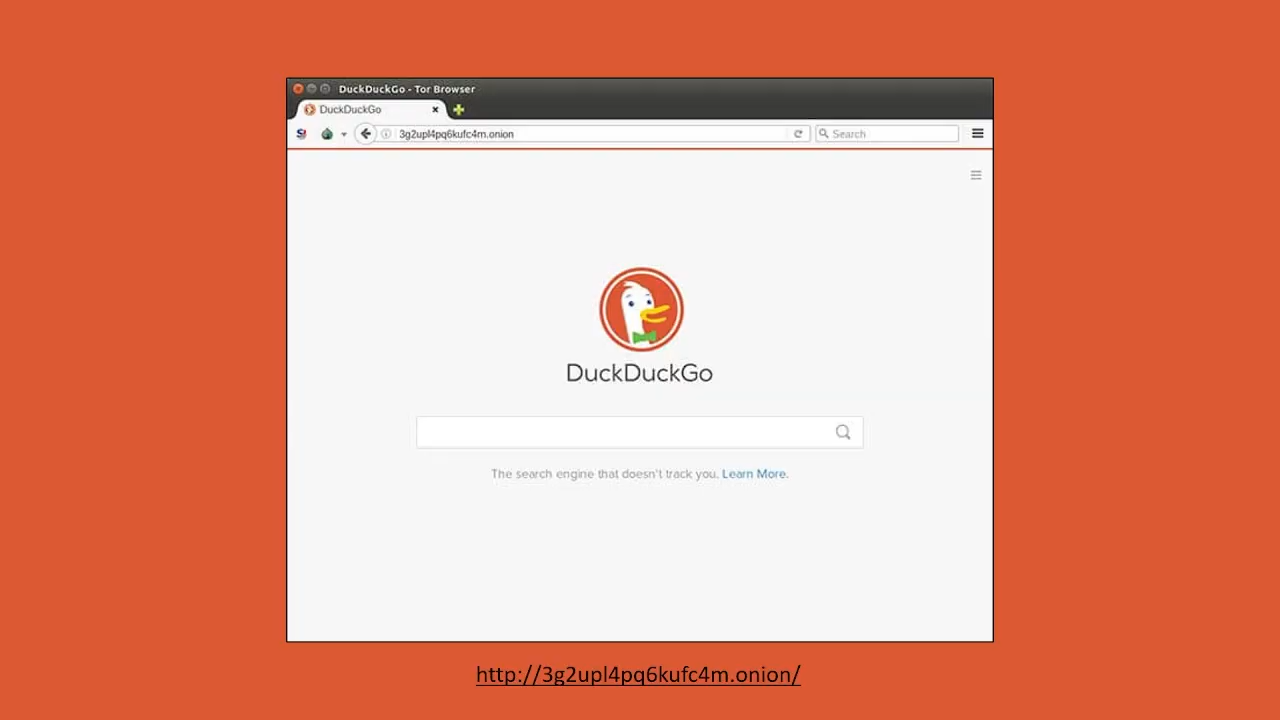 DuckDuckGo - Tor Browser
DuckDuckGo
3g2upl4pq6kufc4m.onion
Search
DuckDuckGo
The search engine that doesn't track you. Learn More.
http://3g2upl4pq6kufc4m.onion/